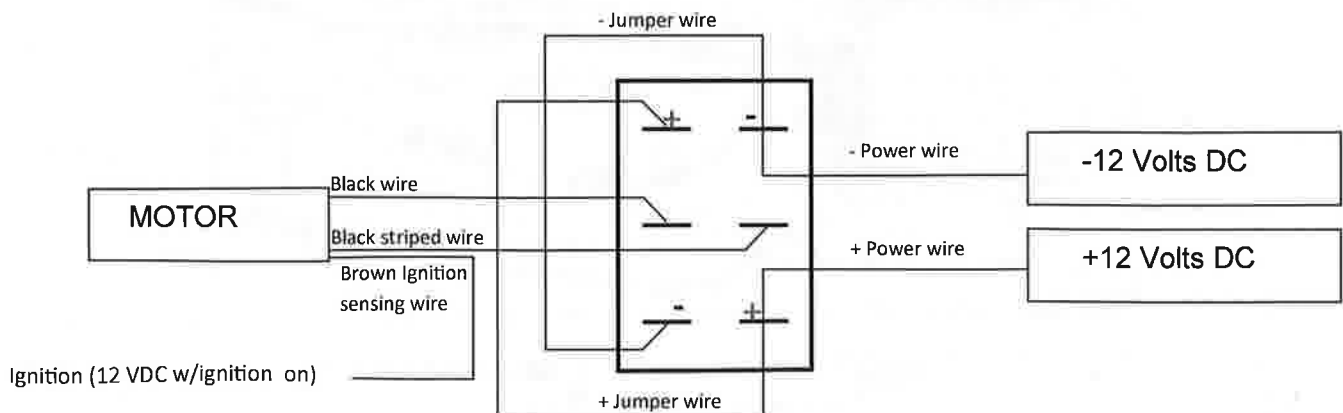 - Jumper wire
+ -
- Power wire
-12 Volts DC
Black wire
MOTOR
Black striped wire
+ Power wire
+12 Volts DC
Brown Ignition
sensing wire
- +
Ignition (12 VDC w/ignition on)
+ Jumper wire